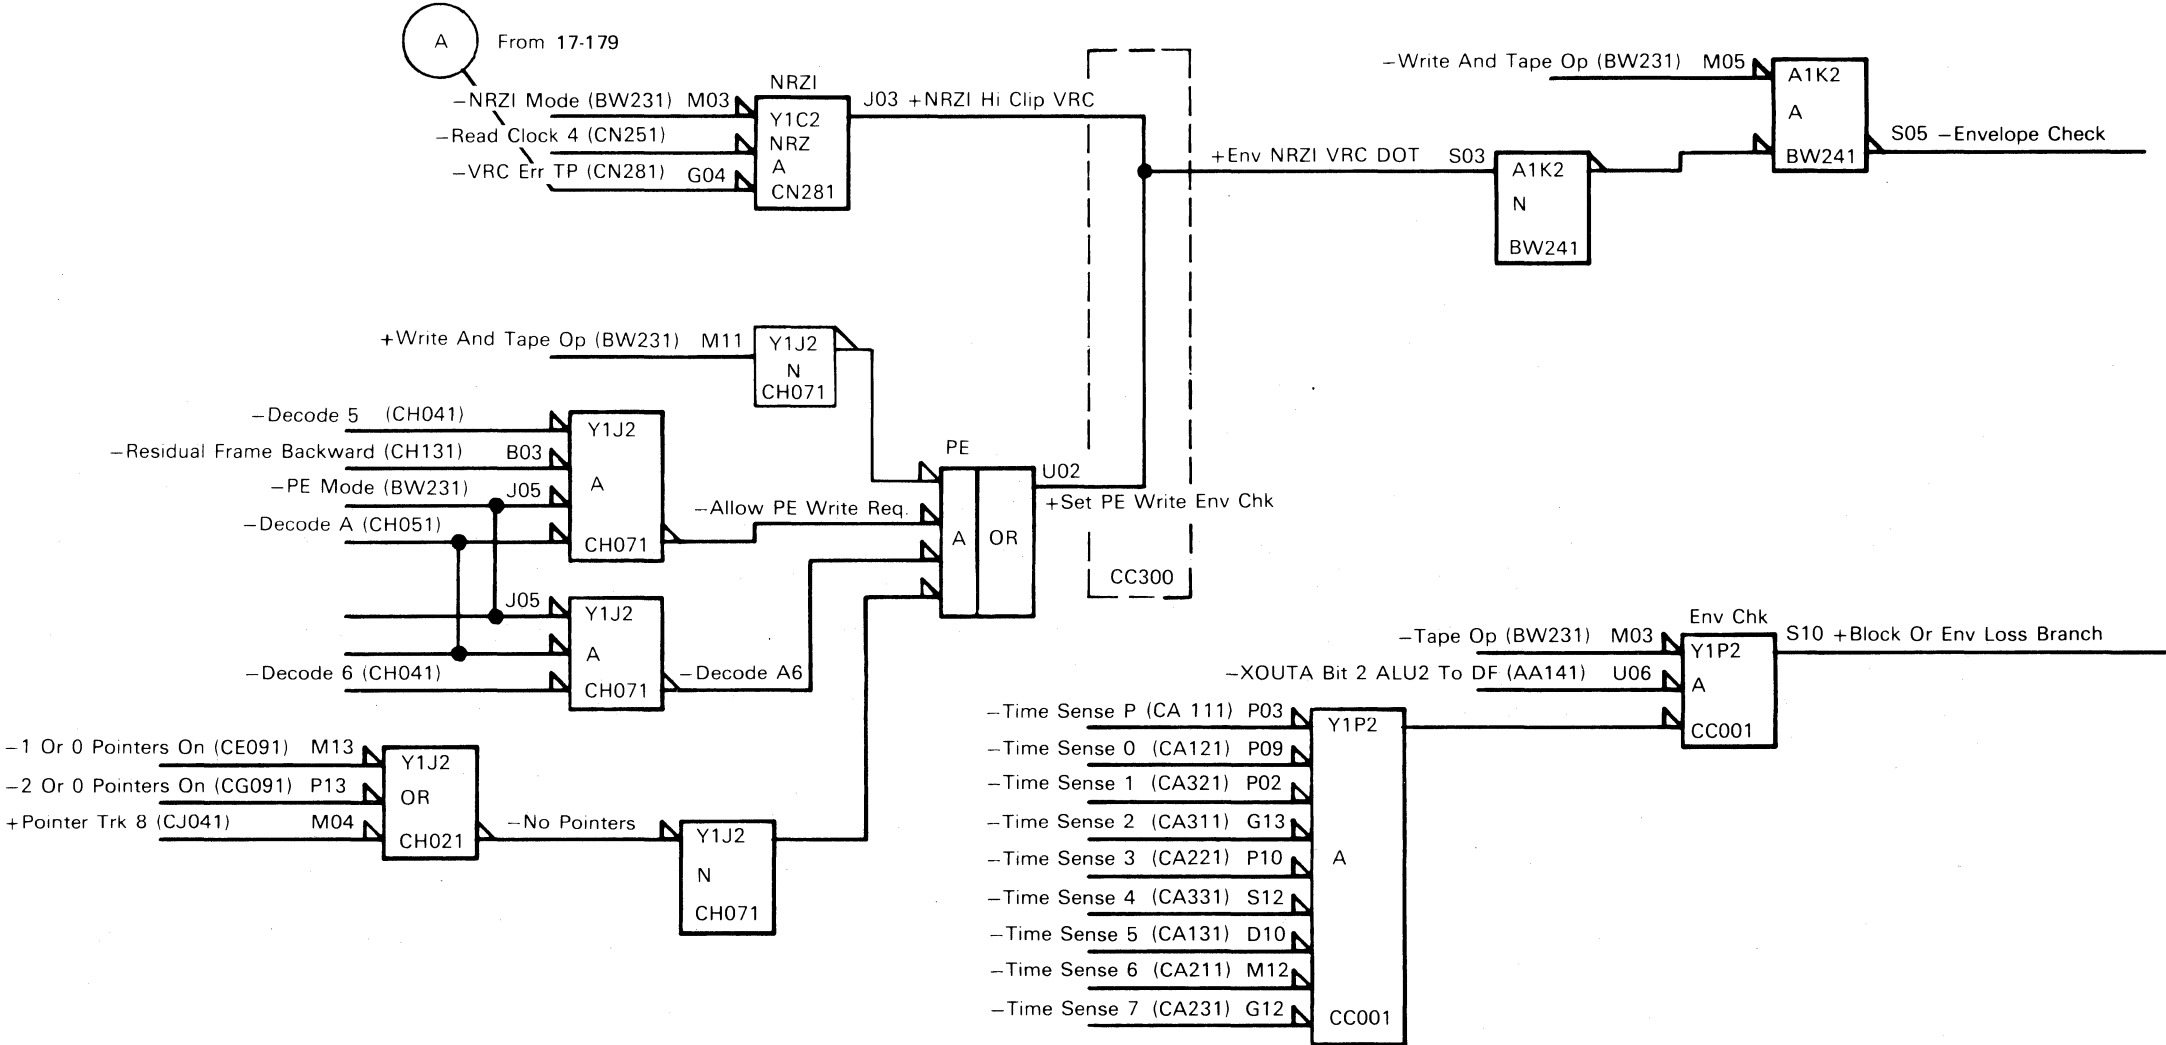 A From 17-179
NRZI
—NRZI Mode (BW231) M03
—Read Clock 4 (CN251)
—VRC Err TP (CN281) G04
Y1C2
NRZ
A
CN281
J03 +NRZI Hi Clip VRC
+Env NRZI VRC DOT S03
A1K2
N
BW241
—Write And Tape Op (BW231) M05
A1K2
A
BW241
S05 —Envelope Check
+Write And Tape Op (BW231) M11
Y1J2
N
CH071
—Decode 5 (CH041)
—Residual Frame Backward (CH131) B03
—PE Mode (BW231) J05
—Decode A (CH051)
Y1J2
A
CH071
—Allow PE Write Req.
J05
—Decode 6 (CH041)
Y1J2
A
CH071
—Decode A6
PE
A OR
U02
+Set PE Write Env Chk
CC300
—1 Or 0 Pointers On (CE091) M13
—2 Or 0 Pointers On (CG091) P13
+Pointer Trk 8 (CJ041) M04
Y1J2
OR
CH021
—No Pointers
Y1J2
N
CH071
—Time Sense P (CA 111) P03
—Time Sense 0 (CA121) P09
—Time Sense 1 (CA321) P02
—Time Sense 2 (CA311) G13
—Time Sense 3 (CA221) P10
—Time Sense 4 (CA331) S12
—Time Sense 5 (CA131) D10
—Time Sense 6 (CA211) M12
—Time Sense 7 (CA231) G12
Y1P2
A
CC001
Env Chk
—Tape Op (BW231) M03
—XOUTA Bit 2 ALU2 To DF (AA141) U06
Y1P2
A
CC001
S10 +Block Or Env Loss Branch